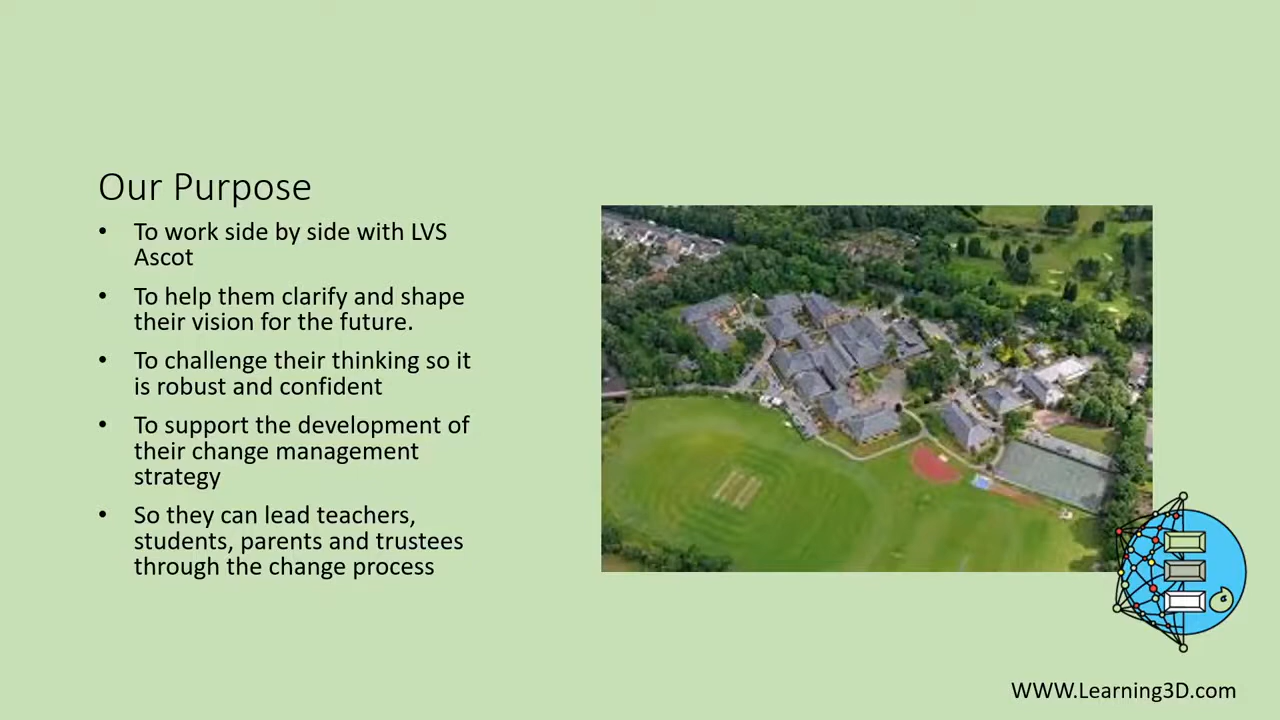 Our Purpose
• To work side by side with LVS
Ascot
• To help them clarify and shape
their vision for the future.
• To challenge their thinking so it
is robust and confident
• To support the development of
their change management
strategy
• So they can lead teachers,
students, parents and trustees
through the change process
WWW.Learning3D.com